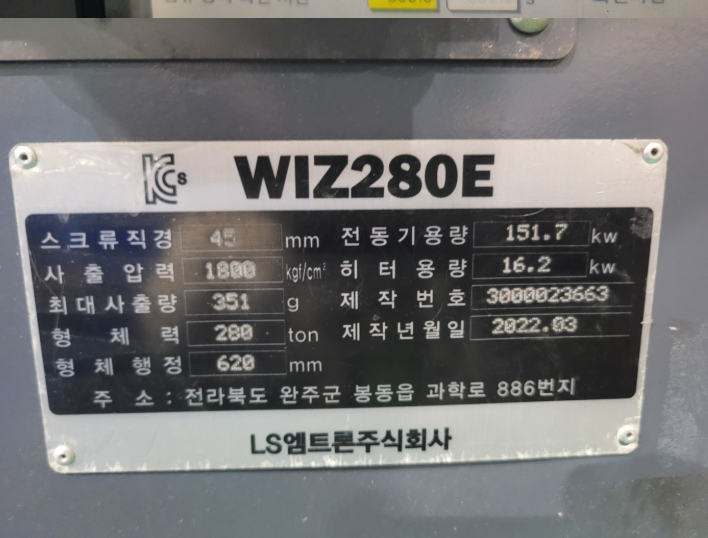 KCs WIZ280E
스크류직경 45 mm 전동기용량 151.7 kw
사출압력 1800 kgf/cm² 히터용량 16.2 kw
최대사출량 351 g 제작번호 3000023663
형체력 280 ton 제작년월일 2022.03
형체행정 620 mm
주소 : 전라북도 완주군 봉동읍 과학로 886번지
LS엠트론주식회사